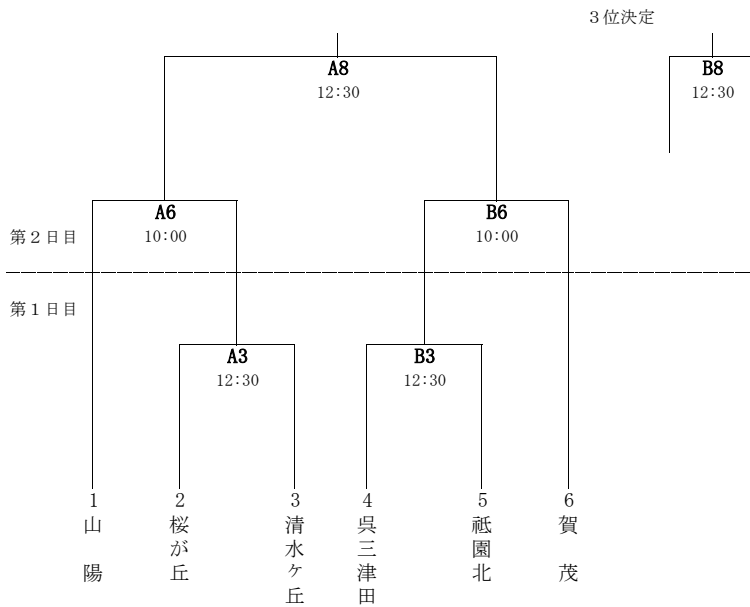 ３位決定
A8
12:30
B8
12:30
A6
10:00
B6
10:00
第２日目
第１日目
A3
12:30
B3
12:30
1
山陽
2
桜が丘
3
清水ヶ丘
4
呉三津田
5
祗園北
6
賀茂